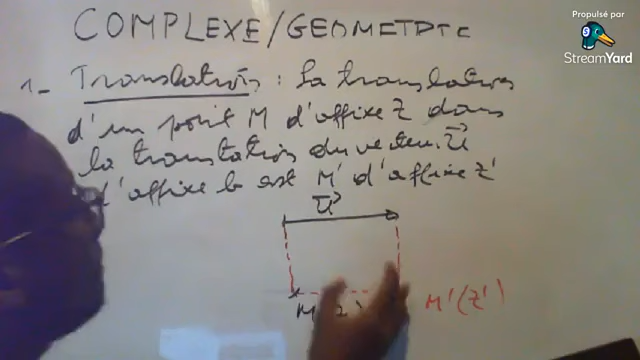 COMPLEXE/GEOMETRIE
Propulsé par
StreamYard
1- Translation : La translation
d'un point M d'affixe Z dans
la translation du vecteur u
d'affixe b est M' d'affixe z'
u
M'(Z')